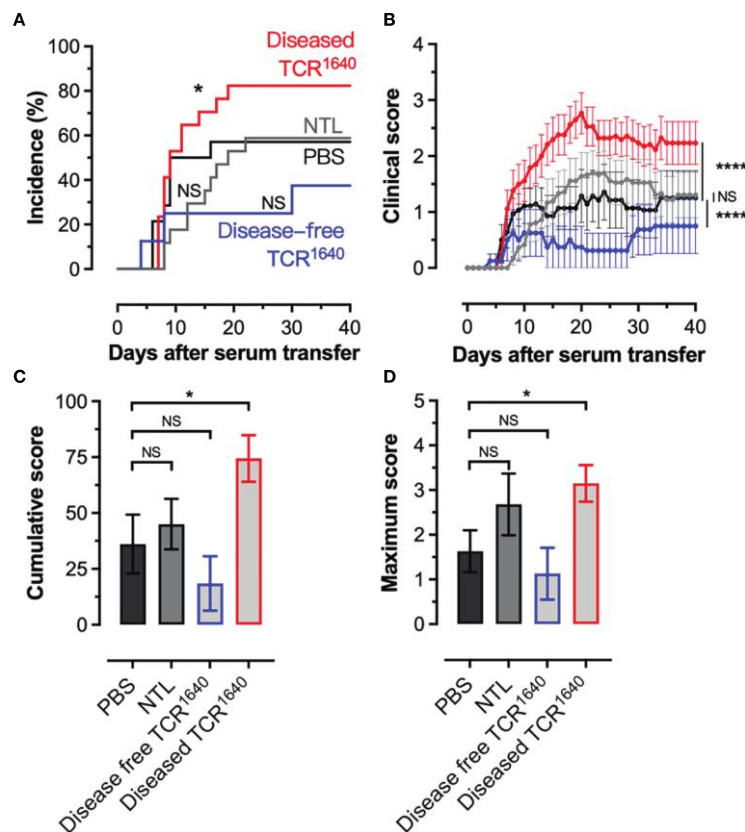 A
Incidence (%)
100
80
60
40
20
0
Diseased
TCR1640
*
NTL
PBS
NS
NS
Disease–free
TCR1640
0 10 20 30 40
Days after serum transfer
B
Clinical score
4
3
2
1
0
****
NS
****
0 10 20 30 40
Days after serum transfer
C
Cumulative score
100
75
50
25
0
*
NS
NS
PBS
NTL
Disease free TCR1640
Diseased TCR1640
D
Maximum score
5
4
3
2
1
0
*
NS
NS
PBS
NTL
Disease free TCR1640
Diseased TCR1640